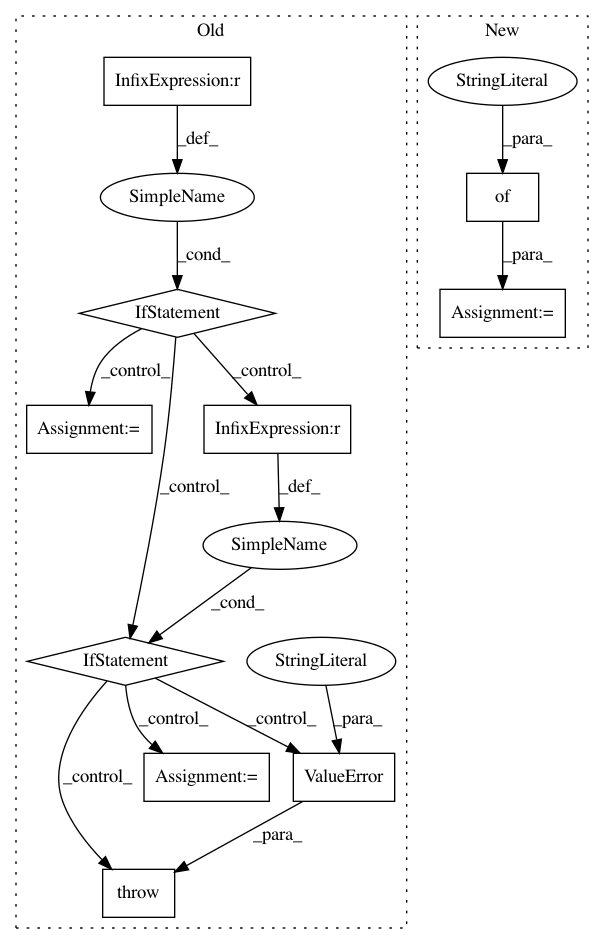 Old
New
InfixExpression:r
StringLiteral
_def_
_para_
SimpleName
of
_cond_
_para_
IfStatement
Assignment:=
_control_
_control_
Assignment:=
InfixExpression:r
_control_
_def_
SimpleName
_cond_
IfStatement
StringLiteral
_control_
_control_
_para_
_control_
Assignment:=
ValueError
_para_
throw